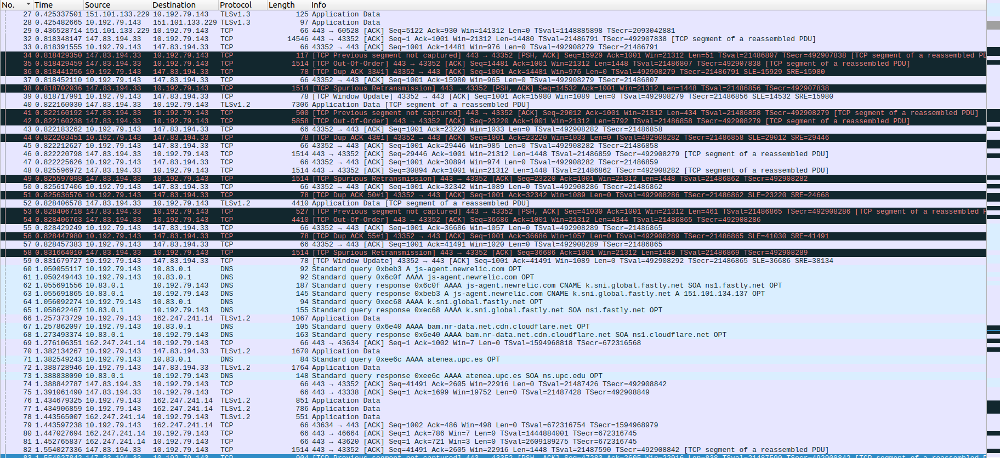 No. Time Source Destination Protocol Length Info
27 0.425337501 151.101.133.229 10.192.79.143 TLSv1.3 125 Application Data
28 0.425482665 10.192.79.143 151.101.133.229 TLSv1.3 97 Application Data
29 0.436528714 151.101.133.229 10.192.79.143 TCP 66 443 → 60528 [ACK] Seq=5122 Ack=930 Win=141312 Len=0 TSval=1148885898 TSecr=2093042881
32 0.818348147 147.83.194.33 10.192.79.143 TCP 14546 443 → 43352 [ACK] Seq=1 Ack=1001 Win=21312 Len=14480 TSval=21486791 TSecr=492907838 [TCP segment of a reassembled PDU]
33 0.818391555 10.192.79.143 147.83.194.33 TCP 66 43352 → 443 [ACK] Seq=1001 Ack=14481 Win=976 Len=0 TSval=492908279 TSecr=21486791
34 0.818429350 147.83.194.33 10.192.79.143 TCP 117 [TCP Previous segment not captured] 443 → 43352 [PSH, ACK] Seq=15929 Ack=1001 Win=21312 Len=51 TSval=21486807 TSecr=492907838 [TCP segment of a reassembled PD
35 0.818429459 147.83.194.33 10.192.79.143 TCP 1514 [TCP Out-Of-Order] 443 → 43352 [ACK] Seq=14481 Ack=1001 Win=21312 Len=1448 TSval=21486807 TSecr=492907838 [TCP segment of a reassembled PDU]
36 0.818441256 10.192.79.143 147.83.194.33 TCP 78 [TCP Dup ACK 33#1] 43352 → 443 [ACK] Seq=1001 Ack=14481 Win=976 Len=0 TSval=492908279 TSecr=21486791 SLE=15929 SRE=15980
37 0.818452110 10.192.79.143 147.83.194.33 TCP 66 43352 → 443 [ACK] Seq=1001 Ack=15980 Win=965 Len=0 TSval=492908279 TSecr=21486807
38 0.818702036 147.83.194.33 10.192.79.143 TCP 1514 [TCP Spurious Retransmission] 443 → 43352 [PSH, ACK] Seq=14532 Ack=1001 Win=21312 Len=1448 TSval=21486856 TSecr=492907838
39 0.818717991 10.192.79.143 147.83.194.33 TCP 78 [TCP Window Update] 43352 → 443 [ACK] Seq=1001 Ack=15980 Win=1089 Len=0 TSval=492908279 TSecr=21486856 SLE=14532 SRE=15980
40 0.822160030 147.83.194.33 10.192.79.143 TLSv1.2 7306 Application Data [TCP segment of a reassembled PDU]
41 0.822160192 147.83.194.33 10.192.79.143 TCP 500 [TCP Previous segment not captured] 443 → 43352 [ACK] Seq=29012 Ack=1001 Win=21312 Len=434 TSval=21486858 TSecr=492908279 [TCP segment of a reassembled PDU]
42 0.822160238 147.83.194.33 10.192.79.143 TCP 5858 [TCP Out-Of-Order] 443 → 43352 [ACK] Seq=23220 Ack=1001 Win=21312 Len=5792 TSval=21486858 TSecr=492908279 [TCP segment of a reassembled PDU]
43 0.822183262 10.192.79.143 147.83.194.33 TCP 66 43352 → 443 [ACK] Seq=1001 Ack=23220 Win=1033 Len=0 TSval=492908282 TSecr=21486858
44 0.822203451 10.192.79.143 147.83.194.33 TCP 78 [TCP Dup ACK 43#1] 43352 → 443 [ACK] Seq=1001 Ack=23220 Win=1033 Len=0 TSval=492908282 TSecr=21486858 SLE=29012 SRE=29446
45 0.822212627 10.192.79.143 147.83.194.33 TCP 66 43352 → 443 [ACK] Seq=1001 Ack=29446 Win=985 Len=0 TSval=492908282 TSecr=21486858
46 0.822220798 147.83.194.33 10.192.79.143 TCP 1514 443 → 43352 [ACK] Seq=29446 Ack=1001 Win=21312 Len=1448 TSval=21486859 TSecr=492908279 [TCP segment of a reassembled PDU]
47 0.822225626 10.192.79.143 147.83.194.33 TCP 66 43352 → 443 [ACK] Seq=1001 Ack=30894 Win=974 Len=0 TSval=492908282 TSecr=21486859
48 0.825596972 147.83.194.33 10.192.79.143 TCP 1514 443 → 43352 [ACK] Seq=30894 Ack=1001 Win=21312 Len=1448 TSval=21486862 TSecr=492908282 [TCP segment of a reassembled PDU]
49 0.825597098 147.83.194.33 10.192.79.143 TCP 1514 [TCP Spurious Retransmission] 443 → 43352 [ACK] Seq=23220 Ack=1001 Win=21312 Len=1448 TSval=21486862 TSecr=492908282
50 0.825617406 10.192.79.143 147.83.194.33 TCP 66 43352 → 443 [ACK] Seq=1001 Ack=32342 Win=1089 Len=0 TSval=492908286 TSecr=21486862
51 0.825636576 10.192.79.143 147.83.194.33 TCP 78 [TCP Dup ACK 50#1] 43352 → 443 [ACK] Seq=1001 Ack=32342 Win=1089 Len=0 TSval=492908286 TSecr=21486862 SLE=23220 SRE=24668
52 0.828406578 147.83.194.33 10.192.79.143 TLSv1.2 4410 Application Data [TCP segment of a reassembled PDU]
53 0.828406718 147.83.194.33 10.192.79.143 TCP 527 [TCP Previous segment not captured] 443 → 43352 [PSH, ACK] Seq=41030 Ack=1001 Win=21312 Len=461 TSval=21486865 TSecr=492908286 [TCP segment of a reassembled P
54 0.828406763 147.83.194.33 10.192.79.143 TCP 4410 [TCP Out-Of-Order] 443 → 43352 [ACK] Seq=36686 Ack=1001 Win=21312 Len=4344 TSval=21486865 TSecr=492908286
55 0.828429249 10.192.79.143 147.83.194.33 TCP 66 43352 → 443 [ACK] Seq=1001 Ack=36686 Win=1057 Len=0 TSval=492908289 TSecr=21486865
56 0.828447980 10.192.79.143 147.83.194.33 TCP 78 [TCP Dup ACK 55#1] 43352 → 443 [ACK] Seq=1001 Ack=36686 Win=1057 Len=0 TSval=492908289 TSecr=21486865 SLE=41030 SRE=41491
57 0.828457383 10.192.79.143 147.83.194.33 TCP 66 43352 → 443 [ACK] Seq=1001 Ack=41491 Win=1020 Len=0 TSval=492908289 TSecr=21486865
58 0.831664010 147.83.194.33 10.192.79.143 TCP 1514 [TCP Spurious Retransmission] 443 → 43352 [ACK] Seq=36686 Ack=1001 Win=21312 Len=1448 TSval=21486869 TSecr=492908289
59 0.831679727 10.192.79.143 147.83.194.33 TCP 78 [TCP Window Update] 43352 → 443 [ACK] Seq=1001 Ack=41491 Win=1089 Len=0 TSval=492908292 TSecr=21486865 SLE=36686 SRE=38134
60 1.050055117 10.192.79.143 10.83.0.1 DNS 92 Standard query 0xbeb3 A js-agent.newrelic.com OPT
61 1.050249443 10.192.79.143 10.83.0.1 DNS 92 Standard query 0x6c0f AAAA js-agent.newrelic.com OPT
62 1.055691556 10.83.0.1 10.192.79.143 DNS 187 Standard query response 0x6c0f AAAA js-agent.newrelic.com CNAME k.sni.global.fastly.net SOA ns1.fastly.net OPT
63 1.055691865 10.83.0.1 10.192.79.143 DNS 145 Standard query response 0xbeb3 A js-agent.newrelic.com CNAME k.sni.global.fastly.net A 151.101.134.137 OPT
64 1.056092274 10.192.79.143 10.83.0.1 DNS 94 Standard query 0xec68 AAAA k.sni.global.fastly.net OPT
65 1.058622467 10.83.0.1 10.192.79.143 DNS 155 Standard query response 0xec68 AAAA k.sni.global.fastly.net SOA ns1.fastly.net OPT
66 1.257373729 10.192.79.143 162.247.241.14 TLSv1.2 1067 Application Data
67 1.257862097 10.192.79.143 10.83.0.1 DNS 105 Standard query 0x6e40 AAAA bam.nr-data.net.cdn.cloudflare.net OPT
68 1.273493374 10.83.0.1 10.192.79.143 DNS 163 Standard query response 0x6e40 AAAA bam.nr-data.net.cdn.cloudflare.net SOA ns1.cloudflare.net OPT
69 1.276106351 162.247.241.14 10.192.79.143 TCP 66 443 → 43634 [ACK] Seq=1 Ack=1002 Win=7 Len=0 TSval=1594968818 TSecr=672316568
70 1.382134267 10.192.79.143 147.83.194.33 TLSv1.2 1670 Application Data
71 1.382549243 10.192.79.143 10.83.0.1 DNS 84 Standard query 0xee6c AAAA atenea.upc.es OPT
72 1.388728946 10.192.79.143 147.83.194.33 TLSv1.2 1764 Application Data
73 1.388838090 10.83.0.1 10.192.79.143 DNS 148 Standard query response 0xee6c AAAA atenea.upc.es SOA ns.upc.edu OPT
74 1.388842787 147.83.194.33 10.192.79.143 TCP 66 443 → 43352 [ACK] Seq=41491 Ack=2605 Win=22916 Len=0 TSval=21487426 TSecr=492908842
75 1.391061490 147.83.194.33 10.192.79.143 TCP 66 443 → 43338 [ACK] Seq=1 Ack=1699 Win=19752 Len=0 TSval=21487428 TSecr=492908849
76 1.434679325 10.192.79.143 162.247.241.14 TLSv1.2 851 Application Data
77 1.434906859 10.192.79.143 162.247.241.14 TLSv1.2 786 Application Data
78 1.443565007 162.247.241.14 10.192.79.143 TLSv1.2 551 Application Data
79 1.443597238 10.192.79.143 162.247.241.14 TCP 66 43634 → 443 [ACK] Seq=1002 Ack=486 Win=498 Len=0 TSval=672316754 TSecr=1594968979
80 1.447027694 162.247.241.14 10.192.79.143 TCP 66 443 → 46664 [ACK] Seq=1 Ack=786 Win=7 Len=0 TSval=1444884001 TSecr=672316745
81 1.452765837 162.247.241.14 10.192.79.143 TCP 66 443 → 43620 [ACK] Seq=1 Ack=721 Win=3 Len=0 TSval=2609189275 TSecr=672316745
82 1.554027336 147.83.194.33 10.192.79.143 TCP 1514 443 → 43352 [ACK] Seq=41491 Ack=2605 Win=22916 Len=1448 TSval=21487590 TSecr=492908842 [TCP segment of a reassembled PDU]
83 1.554027842 147.83.194.33 10.192.79.143 TCP 904 [TCP Previous segment not captured] 443 → 43352 [PSH, ACK] Seq=47283 Ack=2605 Win=22916 Len=838 TSval=21487590 TSecr=492908842 [TCP segment of a reassembled P